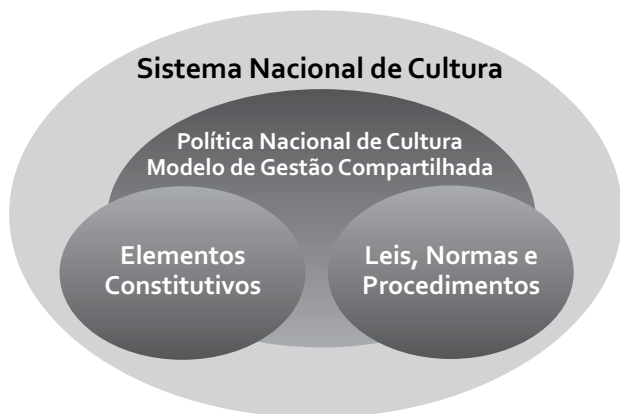 Sistema Nacional de Cultura
Política Nacional de Cultura
Modelo de Gestão Compartilhada
Elementos
Constitutivos
Leis, Normas e
Procedimentos